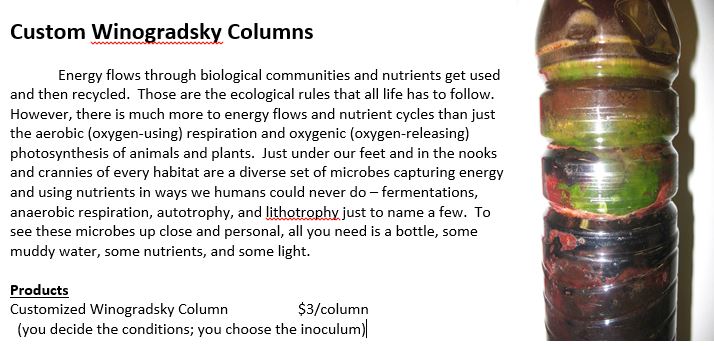 Custom Winogradsky Columns
Energy flows through biological communities and nutrients get used
and then recycled.  Those are the ecological rules that all life has to follow.
However, there is much more to energy flows and nutrient cycles than just
the aerobic (oxygen-using) respiration and oxygenic (oxygen-releasing)
photosynthesis of animals and plants.  Just under our feet and in the nooks
and crannies of every habitat are a diverse set of microbes capturing energy
and using nutrients in ways we humans could never do – fermentations,
anaerobic respiration, autotrophy, and lithotrophy just to name a few.  To
see these microbes up close and personal, all you need is a bottle, some
muddy water, some nutrients, and some light.
Products
Customized Winogradsky Column $3/column
(you decide the conditions; you choose the inoculum)